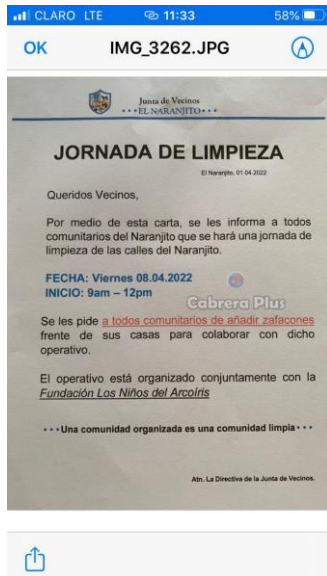 CLARO LTE 11:33 58%
OK IMG_3262.JPG
Junta de Vecinos
•••EL NARANJITO•••
JORNADA DE LIMPIEZA
El Naranjito, 01 04 2022
Queridos Vecinos,
Por medio de esta carta, se les informa a todos
comunitarios del Naranjito que se hará una jornada de
limpieza de las calles del Naranjito.
FECHA: Viernes 08.04.2022
INICIO: 9am – 12pm
Cabrera Plus
Se les pide a todos comunitarios de añadir zafacones
frente de sus casas para colaborar con dicho
operativo.
El operativo está organizado conjuntamente con la
Fundación Los Niños del ArcoIris
•••Una comunidad organizada es una comunidad limpia•••
Atn. La Directiva de la Junta de Vecinos.